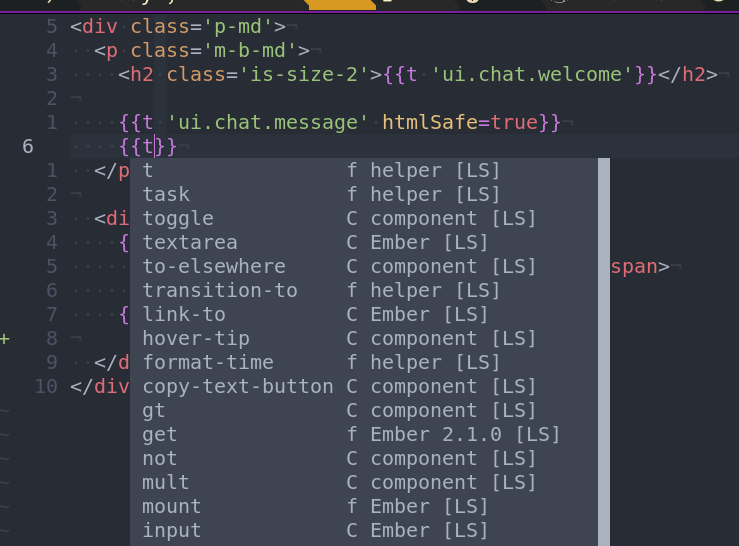 5 <div class='p-md'>¬
4 <p class='m-b-md'>¬
3 <h2 class='is-size-2'>{{t 'ui.chat.welcome'}}</h2>¬
2 ¬
1 {{t 'ui.chat.message' htmlSafe=true}}¬
6 {{t}}¬
1 </p t f helper [LS]
2 ¬ task f helper [LS]
3 <di toggle C component [LS]
4 { textarea C Ember [LS]
5 to-elsewhere C component [LS] span>¬
6 transition-to f helper [LS]
7 { link-to C Ember [LS]
+ 8 ¬ hover-tip C component [LS]
9 </d format-time f helper [LS]
10 </div copy-text-button C component [LS]
~ gt C component [LS]
~ get f Ember 2.1.0 [LS]
~ not C component [LS]
~ mult C component [LS]
~ mount f Ember [LS]
~ input C Ember [LS]